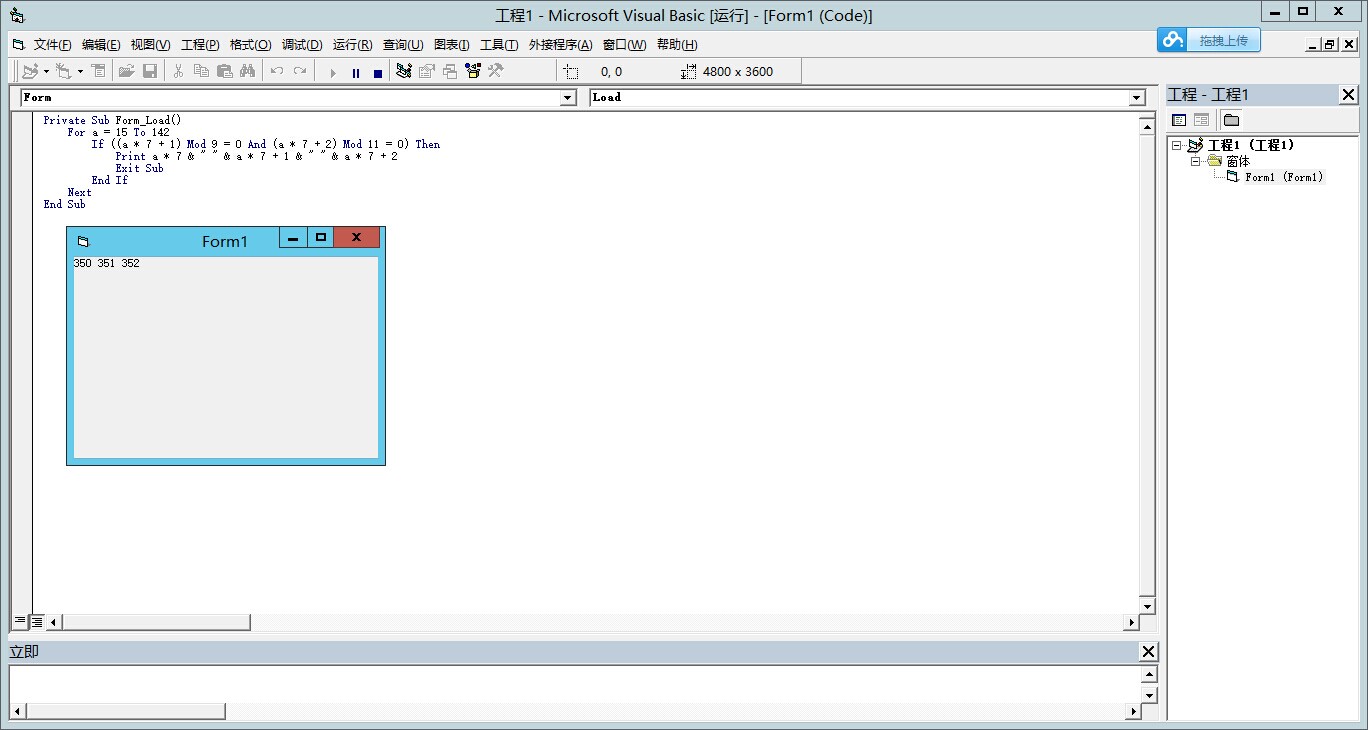 工程1 - Microsoft Visual Basic [运行] - [Form1 (Code)]
文件(F) 编辑(E) 视图(V) 工程(P) 格式(O) 调试(D) 运行(R) 查询(U) 图表(I) 工具(T) 外接程序(A) 窗口(W) 帮助(H)
拖拽上传
0, 0 4800 x 3600
Form Load
工程 - 工程1
Private Sub Form_Load()
For a = 15 To 142
If ((a * 7 + 1) Mod 9 = 0 And (a * 7 + 2) Mod 11 = 0) Then
Print a * 7 & " " & a * 7 + 1 & " " & a * 7 + 2
Exit Sub
End If
Next
End Sub
工程1 (工程1)
窗体
Form1 (Form1)
Form1
350 351 352
立即